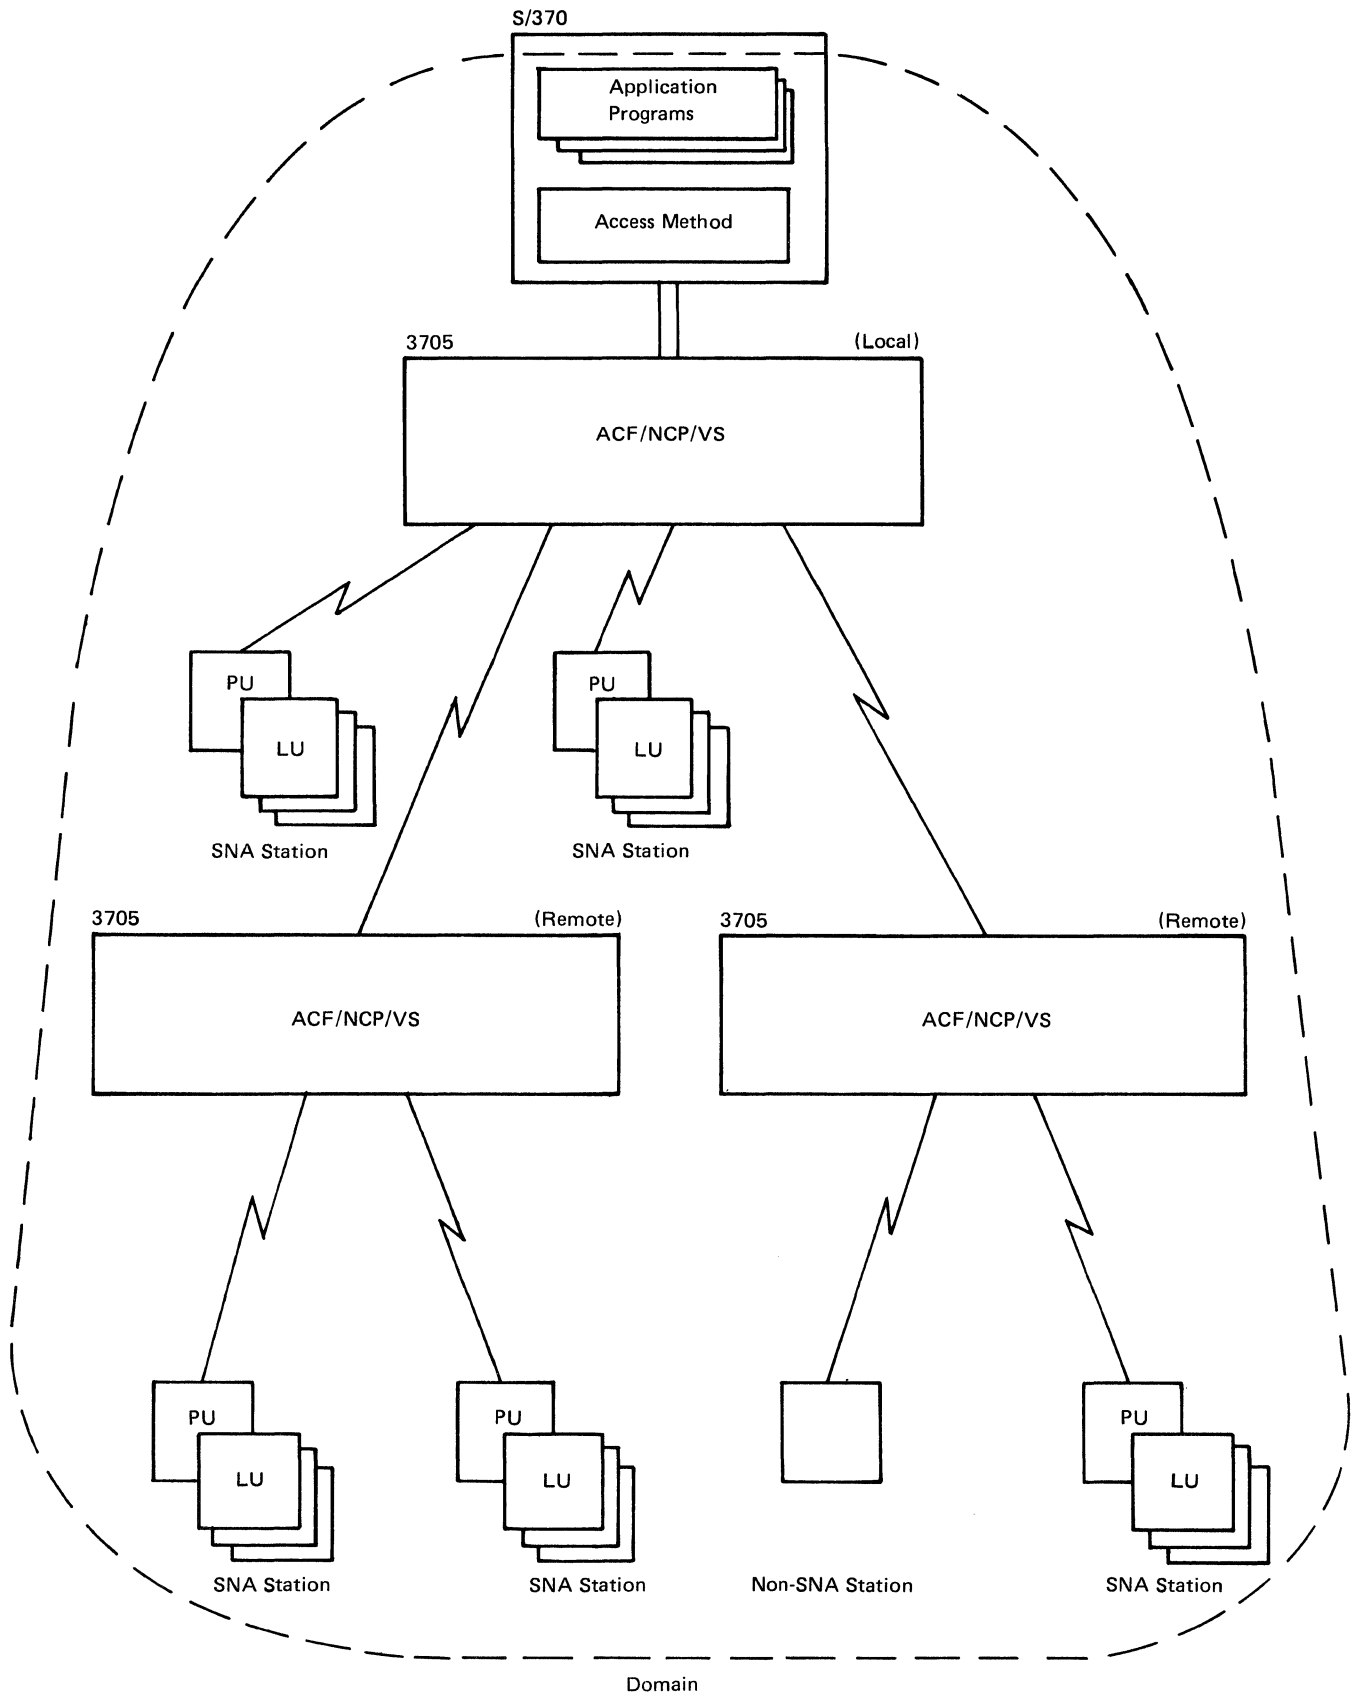 S/370
Application
Programs
Access Method
3705
(Local)
ACF/NCP/VS
PU
LU
SNA Station
PU
LU
SNA Station
3705
(Remote)
ACF/NCP/VS
3705
(Remote)
ACF/NCP/VS
PU
LU
SNA Station
PU
LU
SNA Station
Non-SNA Station
PU
LU
SNA Station
Domain